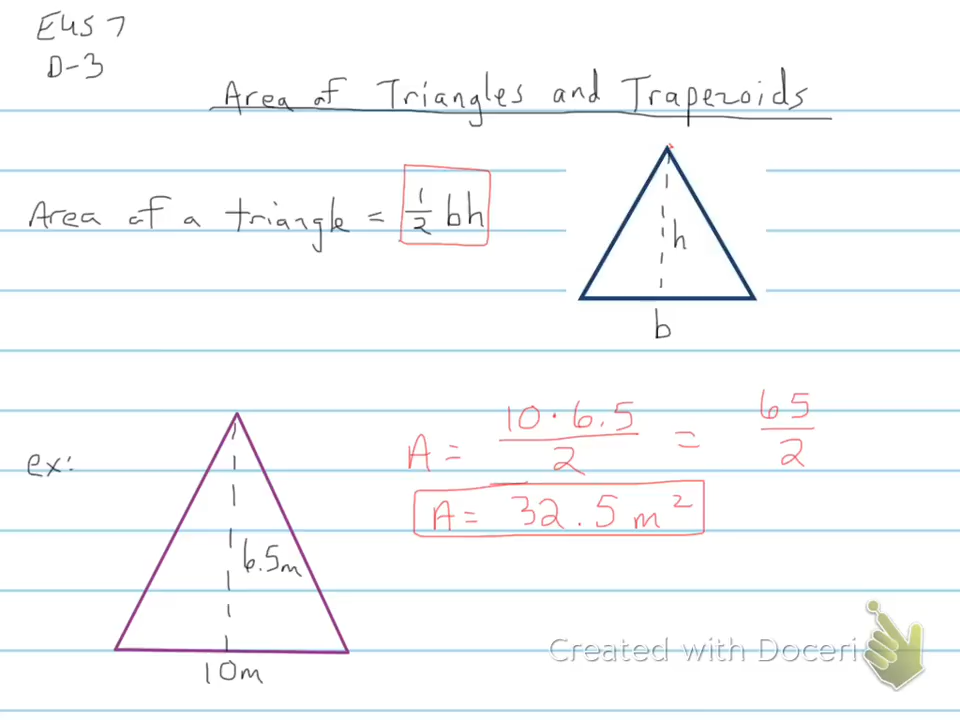 E4S 7
D-3
Area of Triangles and Trapezoids
Area of a triangle = 1/2 bh
h
b
ex:
6.5m
10m
A = 10 · 6.5 / 2 = 65 / 2
A = 32.5 m²
Created with Doceri